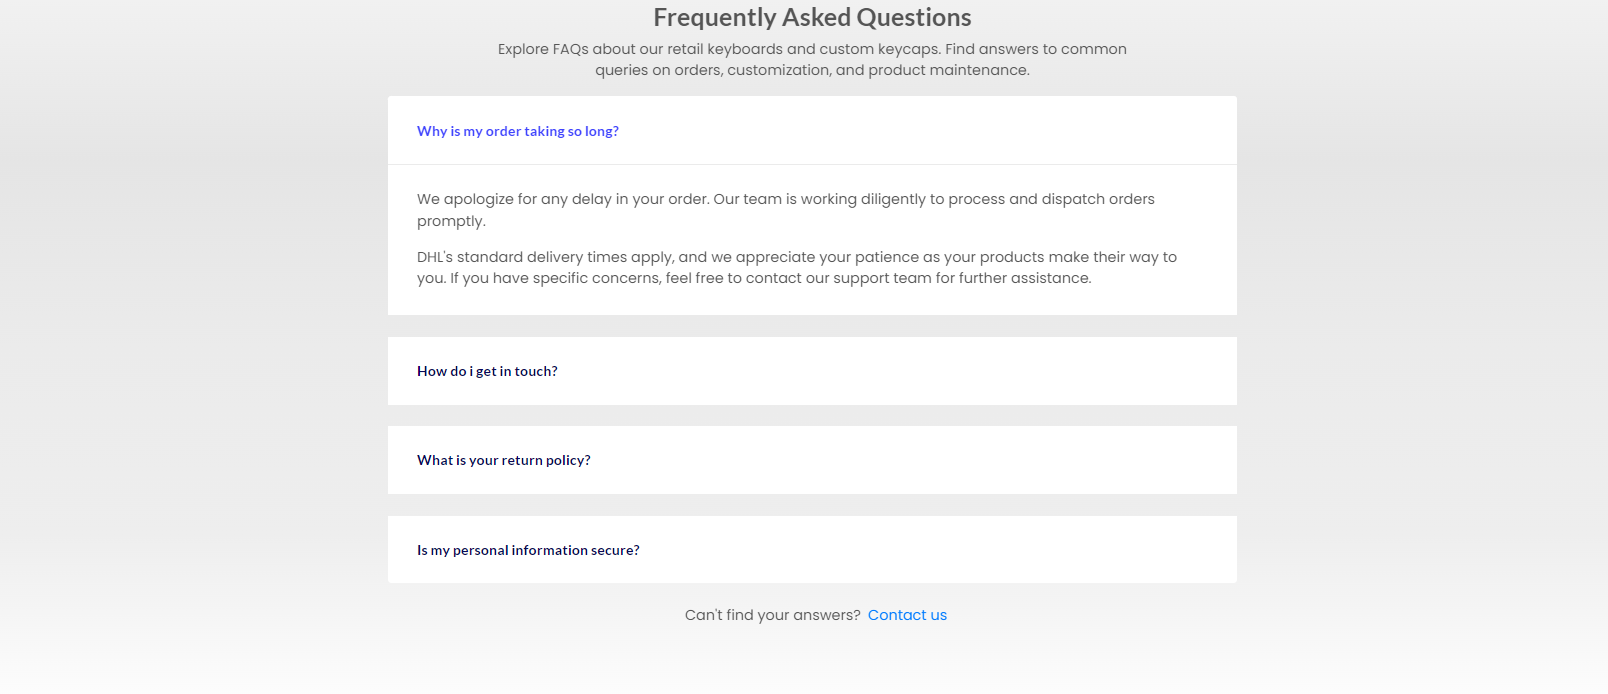 Frequently Asked Questions
Explore FAQs about our retail keyboards and custom keycaps. Find answers to common
queries on orders, customization, and product maintenance.
Why is my order taking so long?
We apologize for any delay in your order. Our team is working diligently to process and dispatch orders
promptly.
DHL's standard delivery times apply, and we appreciate your patience as your products make their way to
you. If you have specific concerns, feel free to contact our support team for further assistance.
How do i get in touch?
What is your return policy?
Is my personal information secure?
Can't find your answers? Contact us